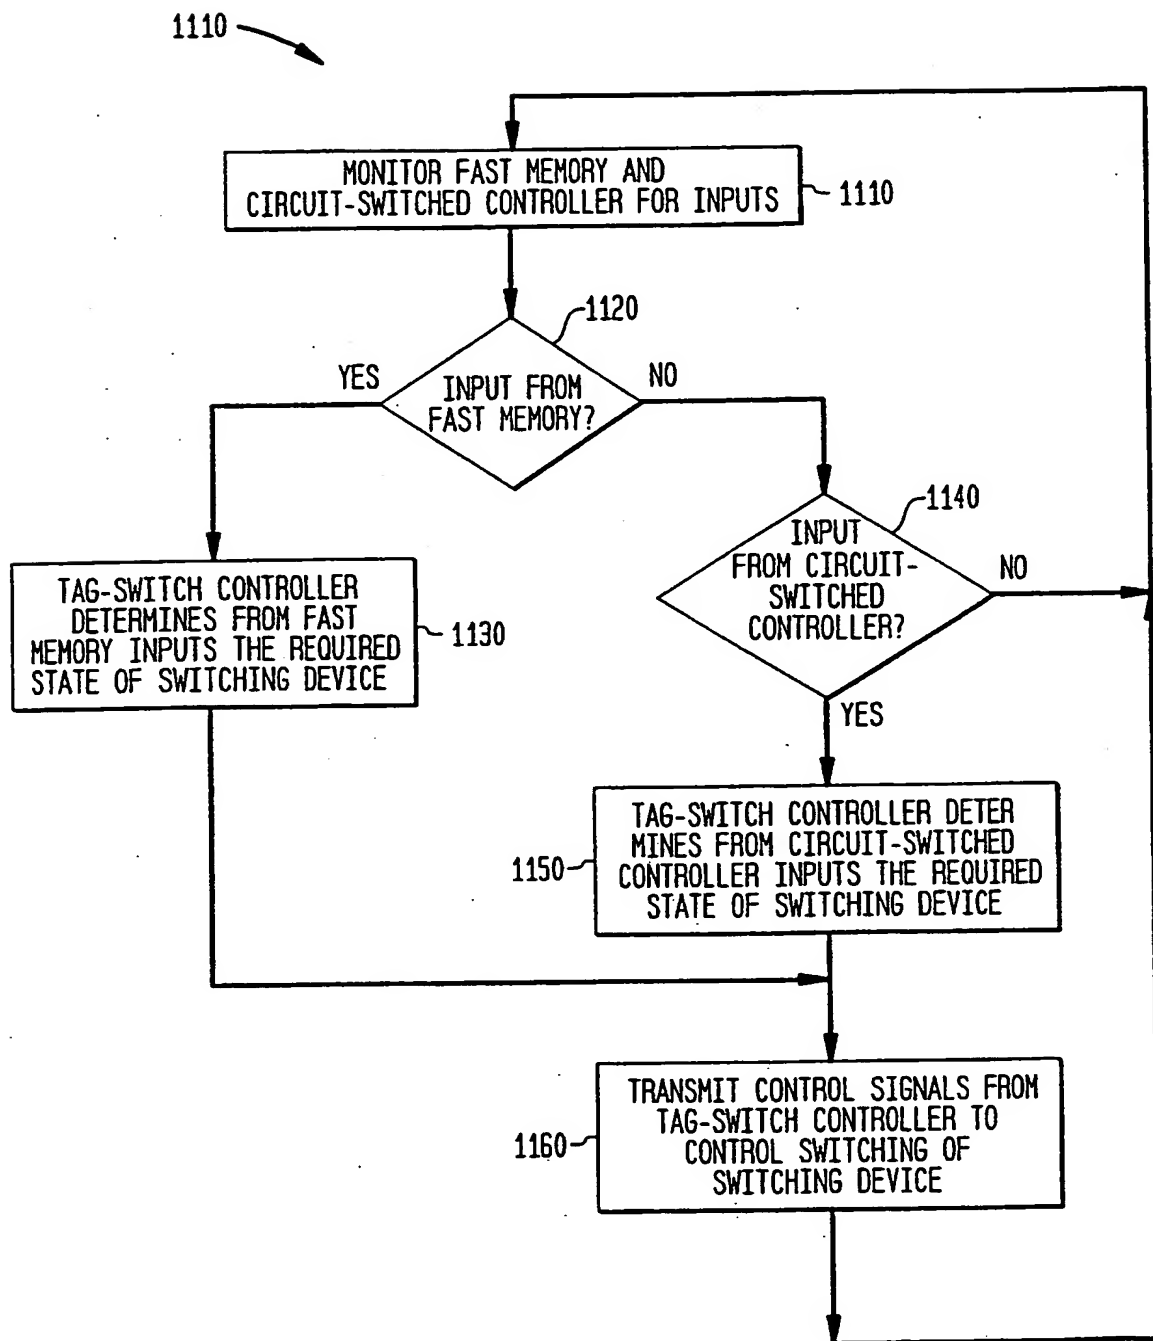 1110
MONITOR FAST MEMORY AND
CIRCUIT-SWITCHED CONTROLLER FOR INPUTS
1110
1120
YES
NO
INPUT FROM
FAST MEMORY?
1140
INPUT
FROM CIRCUIT-
SWITCHED
CONTROLLER?
NO
YES
TAG-SWITCH CONTROLLER
DETERMINES FROM FAST
MEMORY INPUTS THE REQUIRED
STATE OF SWITCHING DEVICE
1130
TAG-SWITCH CONTROLLER DETER
MINES FROM CIRCUIT-SWITCHED
CONTROLLER INPUTS THE REQUIRED
STATE OF SWITCHING DEVICE
1150
TRANSMIT CONTROL SIGNALS FROM
TAG-SWITCH CONTROLLER TO
CONTROL SWITCHING OF
SWITCHING DEVICE
1160